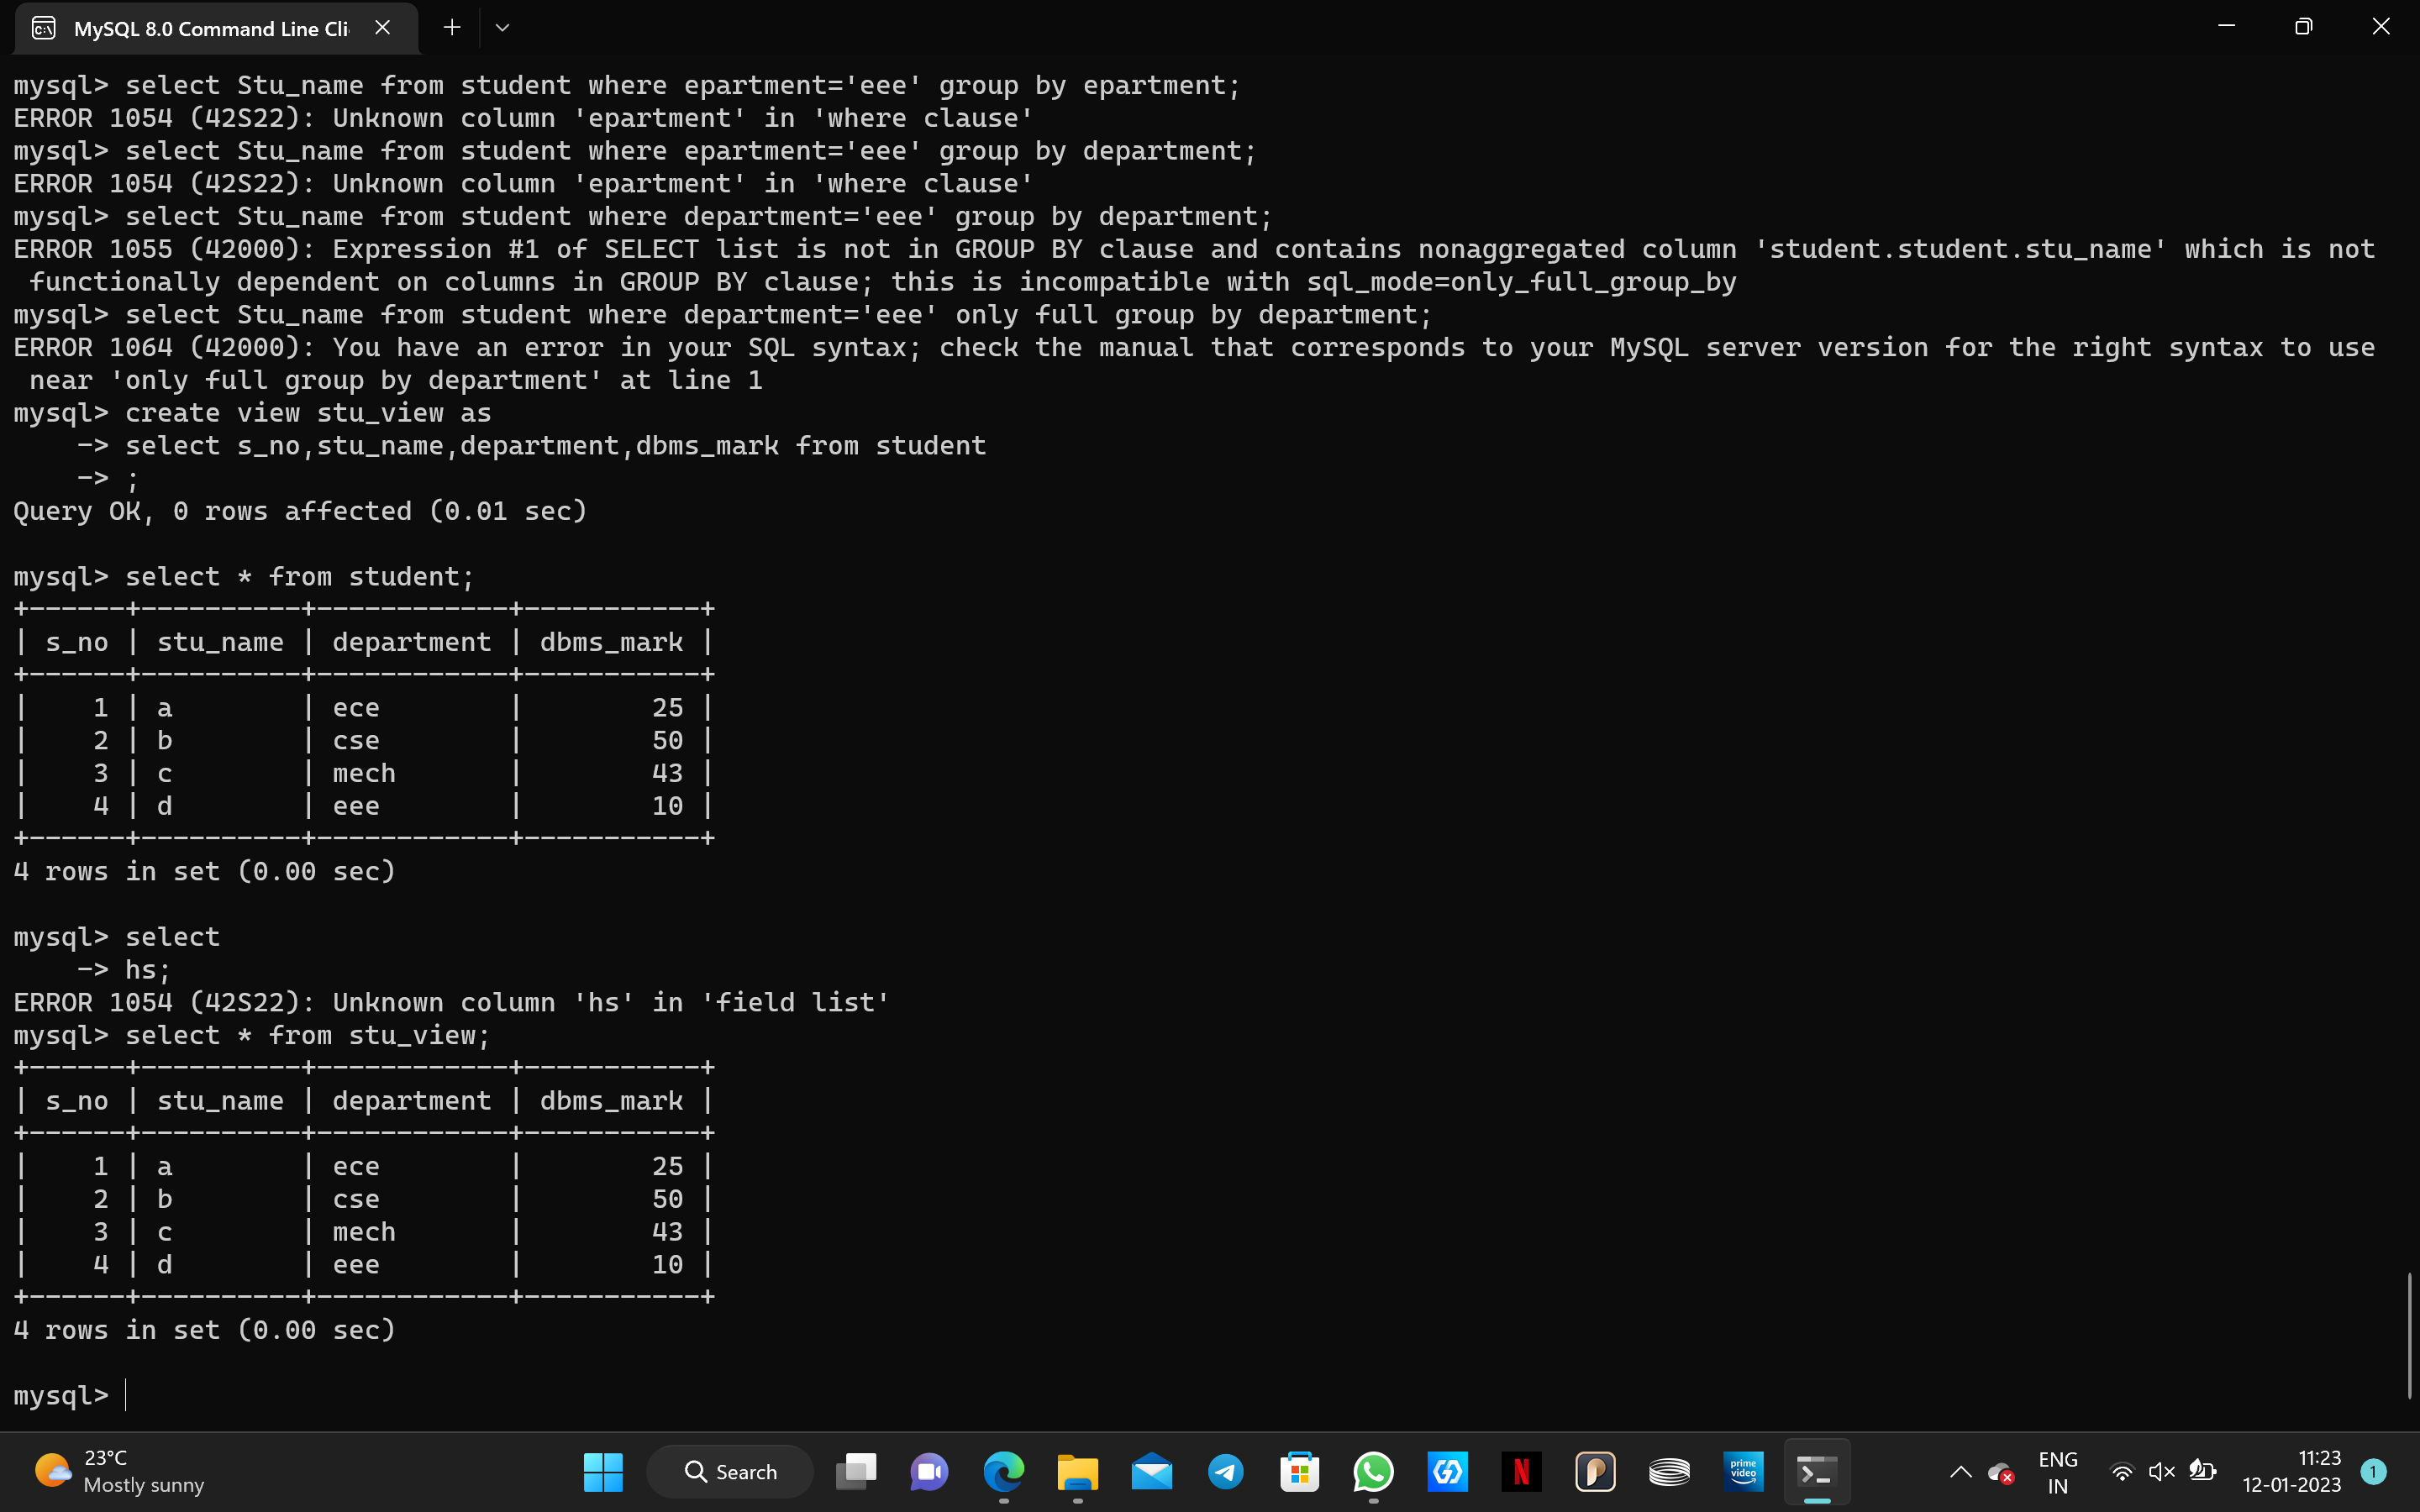 MySQL 8.0 Command Line Cli
mysql> select Stu_name from student where epartment='eee' group by epartment;
ERROR 1054 (42S22): Unknown column 'epartment' in 'where clause'
mysql> select Stu_name from student where epartment='eee' group by department;
ERROR 1054 (42S22): Unknown column 'epartment' in 'where clause'
mysql> select Stu_name from student where department='eee' group by department;
ERROR 1055 (42000): Expression #1 of SELECT list is not in GROUP BY clause and contains nonaggregated column 'student.student.stu_name' which is not
 functionally dependent on columns in GROUP BY clause; this is incompatible with sql_mode=only_full_group_by
mysql> select Stu_name from student where department='eee' only full group by department;
ERROR 1064 (42000): You have an error in your SQL syntax; check the manual that corresponds to your MySQL server version for the right syntax to use
 near 'only full group by department' at line 1
mysql> create view stu_view as
    -> select s_no,stu_name,department,dbms_mark from student
    -> ;
Query OK, 0 rows affected (0.01 sec)
mysql> select * from student;
+------+----------+------------+-----------+
| s_no | stu_name | department | dbms_mark |
+------+----------+------------+-----------+
|    1 | a        | ece        |        25 |
|    2 | b        | cse        |        50 |
|    3 | c        | mech       |        43 |
|    4 | d        | eee        |        10 |
+------+----------+------------+-----------+
4 rows in set (0.00 sec)
mysql> select
    -> hs;
ERROR 1054 (42S22): Unknown column 'hs' in 'field list'
mysql> select * from stu_view;
+------+----------+------------+-----------+
| s_no | stu_name | department | dbms_mark |
+------+----------+------------+-----------+
|    1 | a        | ece        |        25 |
|    2 | b        | cse        |        50 |
|    3 | c        | mech       |        43 |
|    4 | d        | eee        |        10 |
+------+----------+------------+-----------+
4 rows in set (0.00 sec)
mysql>
23°C
Mostly sunny
Search
prime video
ENG
IN
11:23
12-01-2023
1